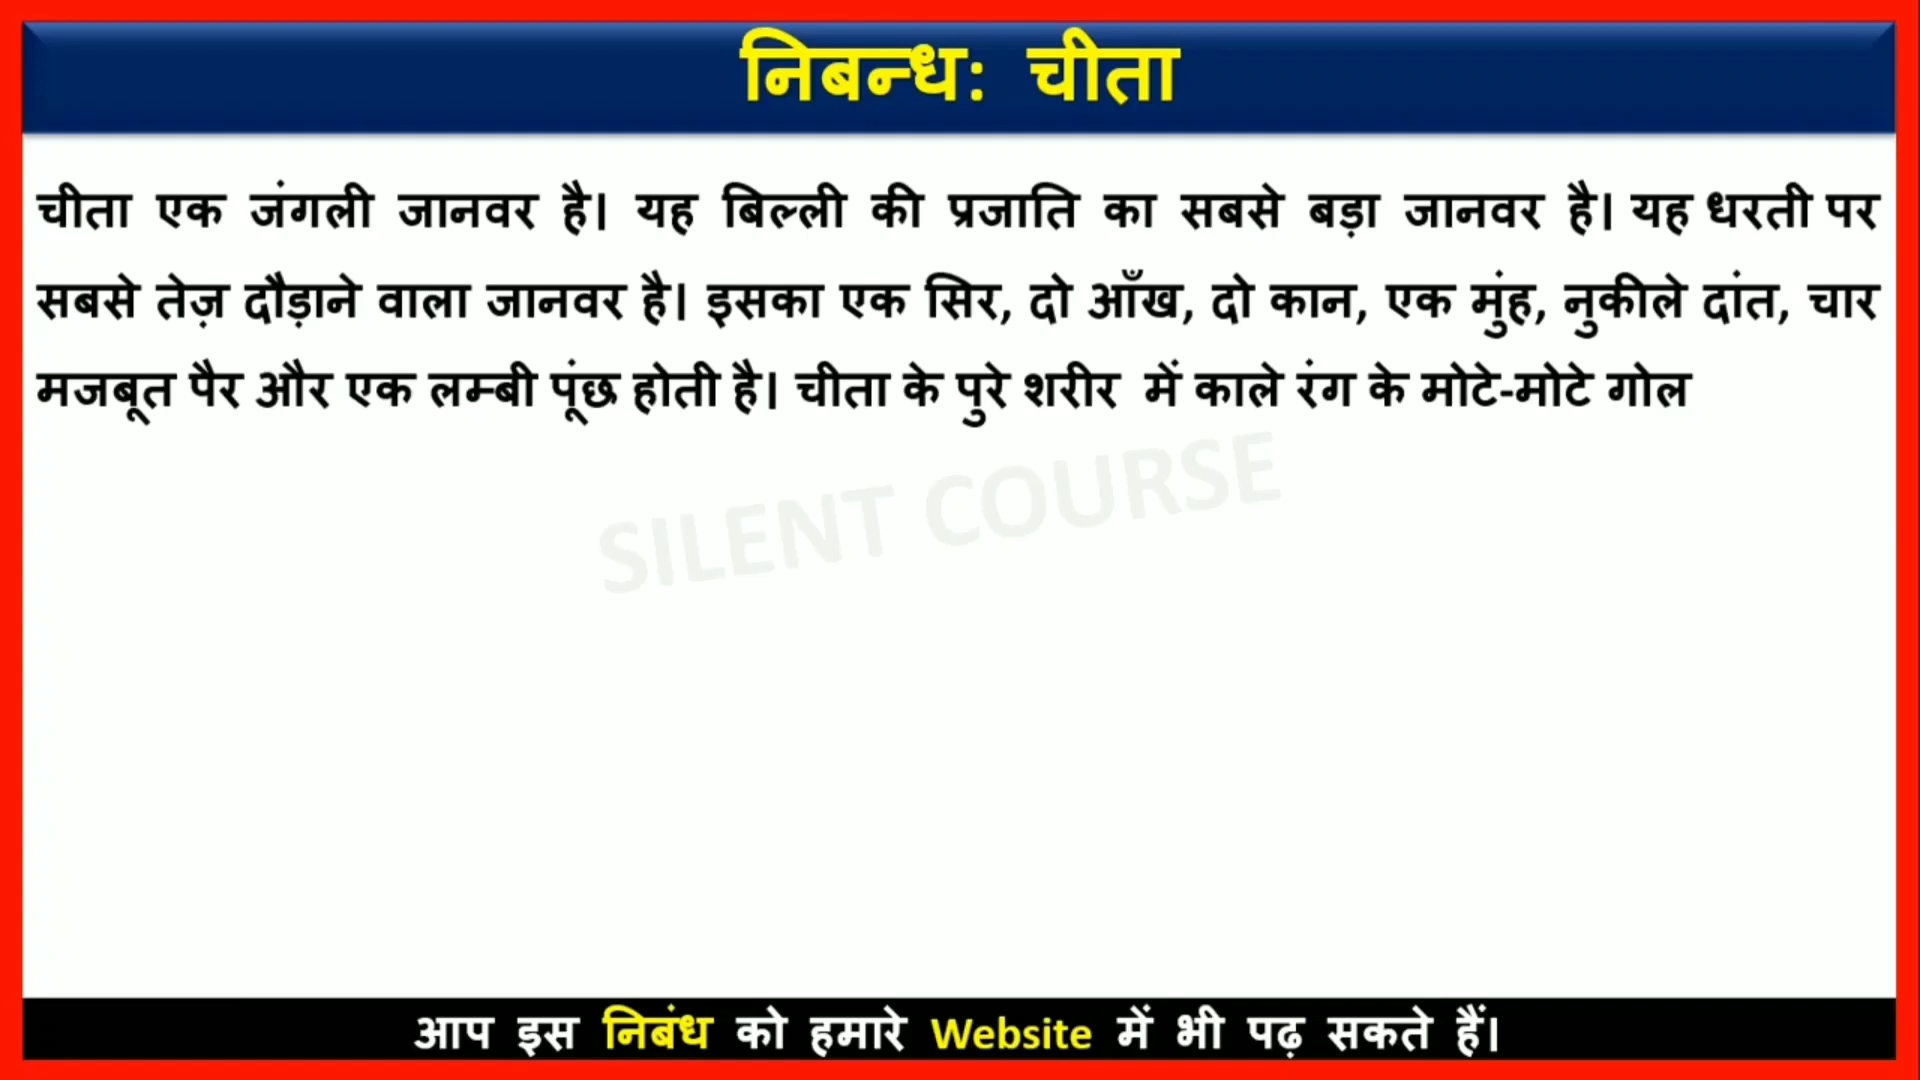 निबन्ध: चीता
चीता एक जंगली जानवर है। यह बिल्ली की प्रजाति का सबसे बड़ा जानवर है। यह धरती पर
सबसे तेज़ दौड़ाने वाला जानवर है। इसका एक सिर, दो आँख, दो कान, एक मुंह, नुकीले दांत, चार
मजबूत पैर और एक लम्बी पूंछ होती है। चीता के पुरे शरीर में काले रंग के मोटे-मोटे गोल
SILENT COURSE
आप इस निबंध को हमारे Website में भी पढ़ सकते हैं।